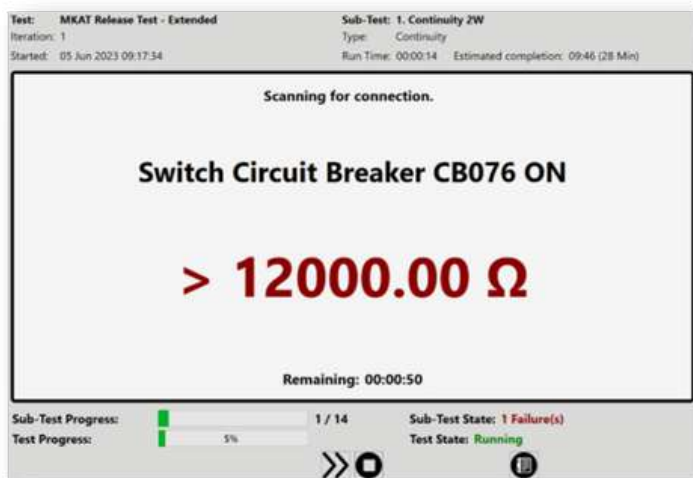 Test: MKAT Release Test - Extended Sub-Test: 1. Continuity 2W
Iteration: 1 Type: Continuity
Started: 05 Jun 2023 09:17:34 Run Time: 00:00:14 Estimated completion: 09:46 (28 Min)
Scanning for connection.
Switch Circuit Breaker CB076 ON
> 12000.00 Ω
Remaining: 00:00:50
Sub-Test Progress: 1 / 14 Sub-Test State: 1 Failure(s)
Test Progress: 5% Test State: Running